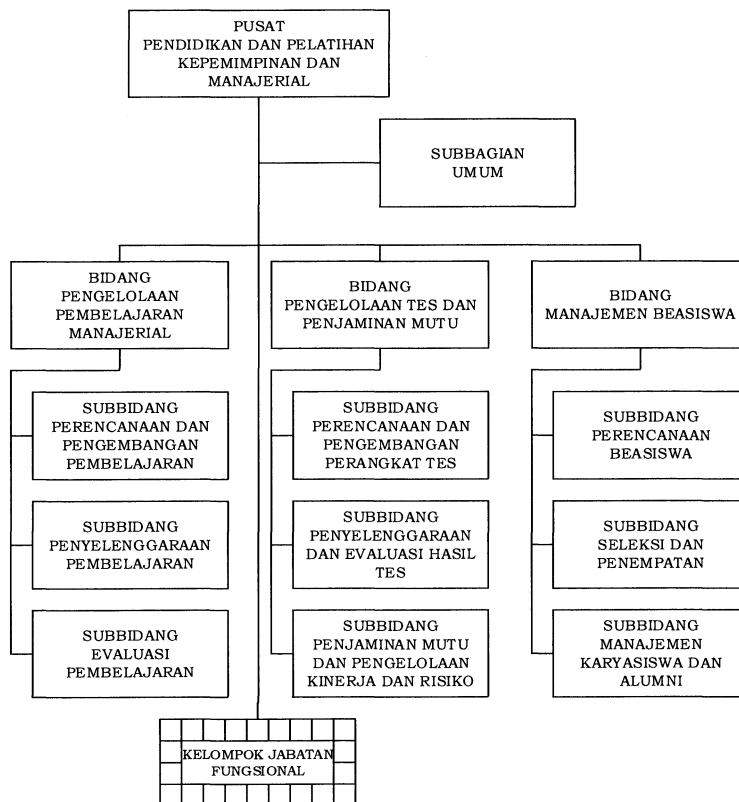 PUSAT
PENDIDIKAN DAN PELATIHAN
KEPEMIMPINAN DAN
MANAJERIAL
SUBBAGIAN
UMUM
BIDANG
PENGELOLAAN
PEMBELAJARAN
MANAJERIAL
BIDANG
PENGELOLAAN TES DAN
PENJAMINAN MUTU
BIDANG
MANAJEMEN BEASISWA
SUBBIDANG
PERENCANAAN DAN
PENGEMBANGAN
PEMBELAJARAN
SUBBIDANG
PERENCANAAN DAN
PENGEMBANGAN
PERANGKAT TES
SUBBIDANG
PERENCANAAN
BEASISWA
SUBBIDANG
PENYELENGGARAAN
PEMBELAJARAN
SUBBIDANG
PENYELENGGARAAN
DAN EVALUASI HASIL
TES
SUBBIDANG
SELEKSI DAN
PENEMPATAN
SUBBIDANG
EVALUASI
PEMBELAJARAN
SUBBIDANG
PENJAMINAN MUTU
DAN PENGELOLAAN
KINERJA DAN RISIKO
SUBBIDANG
MANAJEMEN
KARYASISWA DAN
ALUMNI
KELOMPOK JABATAN
FUNGSIONAL